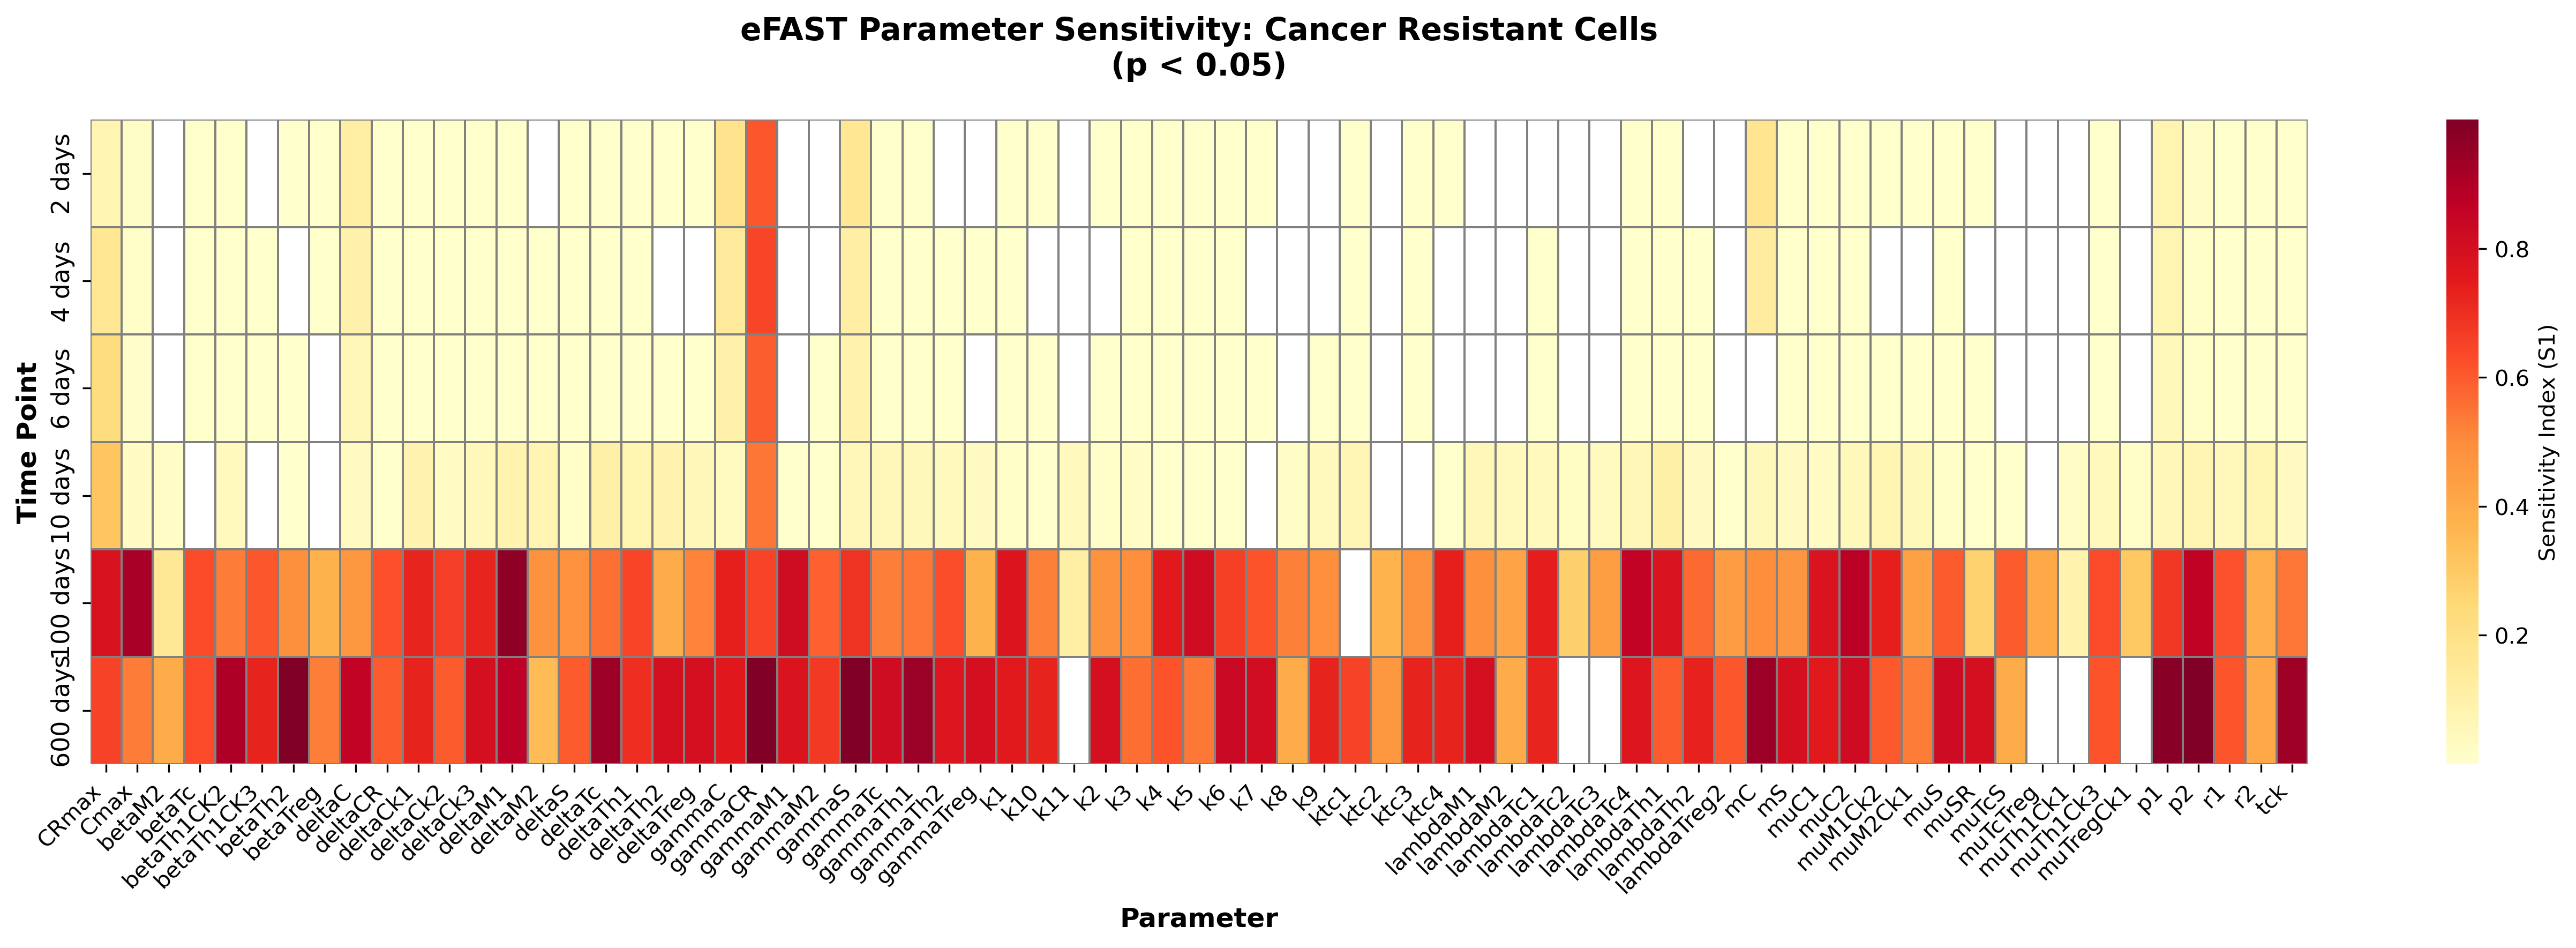 eFAST Parameter Sensitivity: Cancer Resistant Cells
(p < 0.05)
Time Point
2 days
4 days
6 days
10 days
100 days
600 days
CRmax
Cmax
betaM2
betaTc
betaTh1CK2
betaTh1CK3
betaTh2
betaTreg
deltaC
deltaCR
deltaCk1
deltaCk2
deltaCk3
deltaM1
deltaM2
deltaS
deltaTc
deltaTh1
deltaTh2
deltaTreg
gammaC
gammaCR
gammaM1
gammaM2
gammaS
gammaTc
gammaTh1
gammaTh2
gammaTreg
k1
k10
k11
k2
k3
k4
k5
k6
k7
k8
k9
ktc1
ktc2
ktc3
ktc4
lambdaM1
lambdaM2
lambdaTc1
lambdaTc2
lambdaTc3
lambdaTc4
lambdaTh1
lambdaTh2
lambdaTreg2
mC
mS
muC1
muC2
muM1Ck2
muM2Ck1
muS
muSR
muTcS
muTcTreg
muTh1Ck1
muTh1Ck3
muTregCk1
p1
p2
r1
r2
tck
Parameter
0.8
0.6
0.4
0.2
Sensitivity Index (S1)